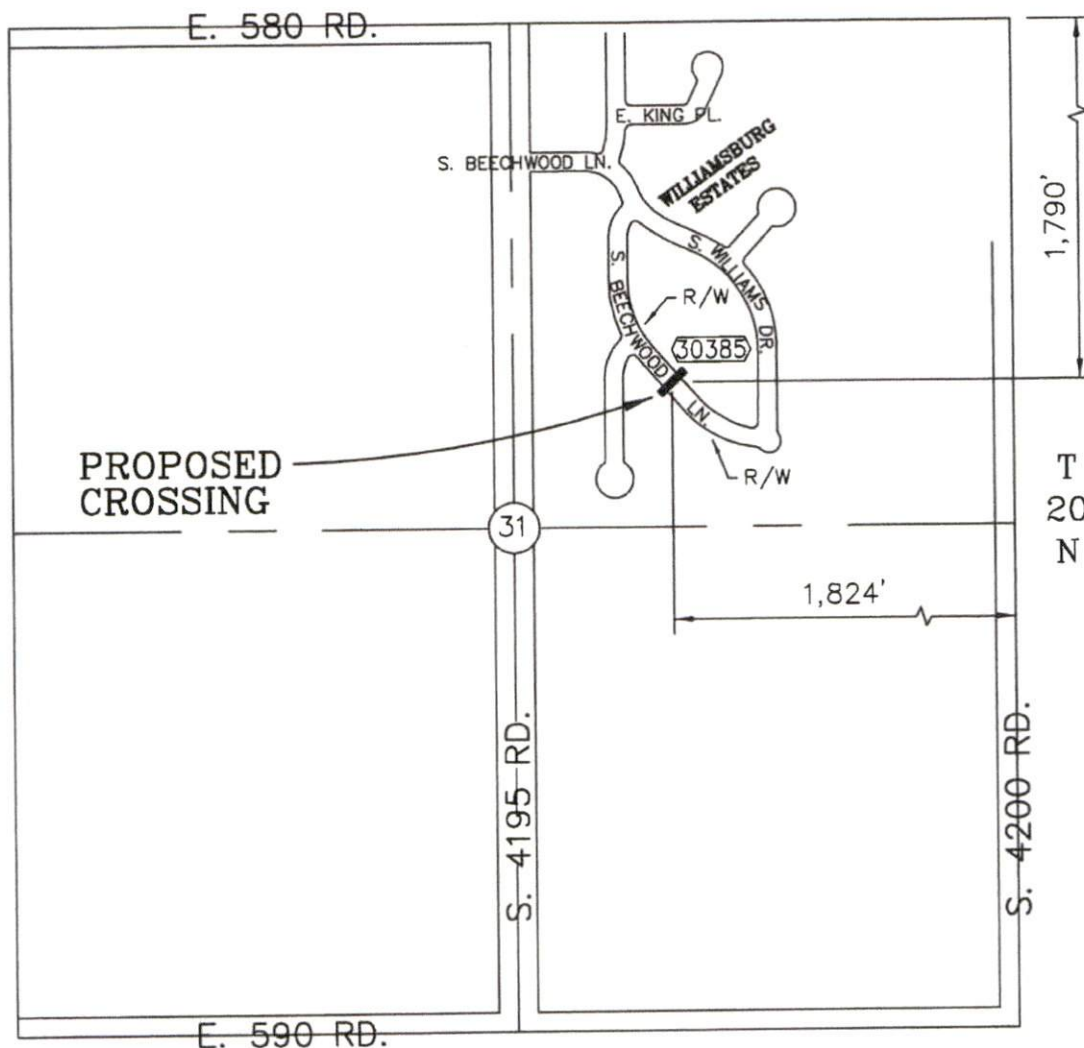 E. 580 RD.
E. KING PL.
S. BEECHWOOD LN.
WILLIAMSBURG
ESTATES
1,790'
S. WILLIAMS DR.
S. BEECHWOOD LN.
R/W
30385
PROPOSED
CROSSING
R/W
T
20
N
31
1,824'
S. 4195 RD.
S. 4200 RD.
E. 590 RD.